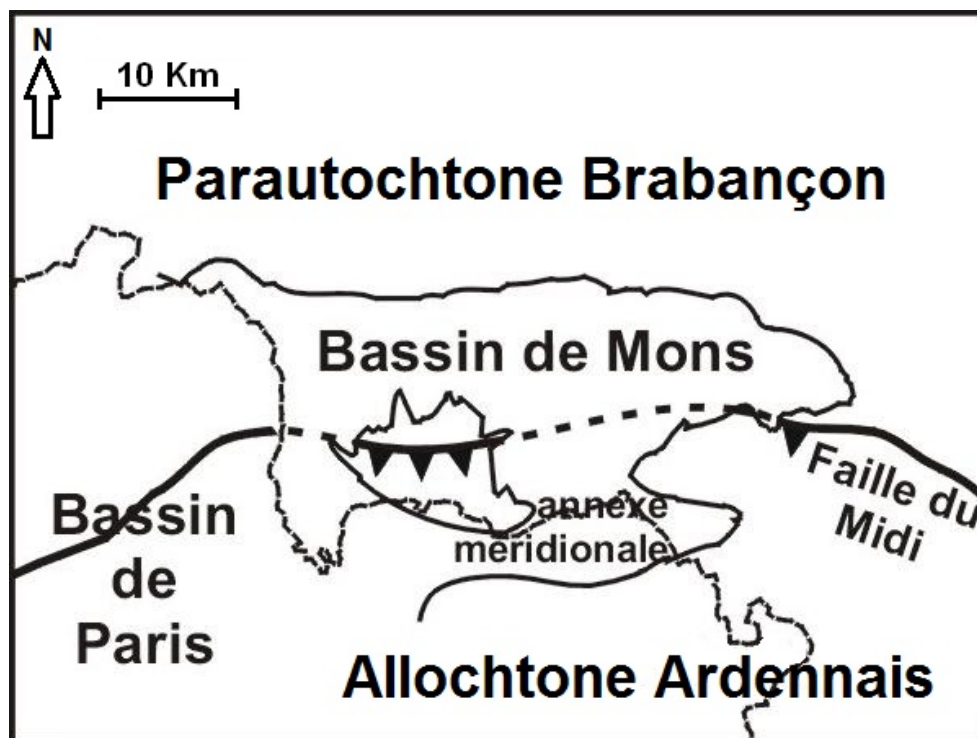 N
10 Km
Parautochtone Brabançon
Bassin de Mons
Faille du
Midi
Bassin
de
Paris
annexe
méridionale
Allochtone Ardennais